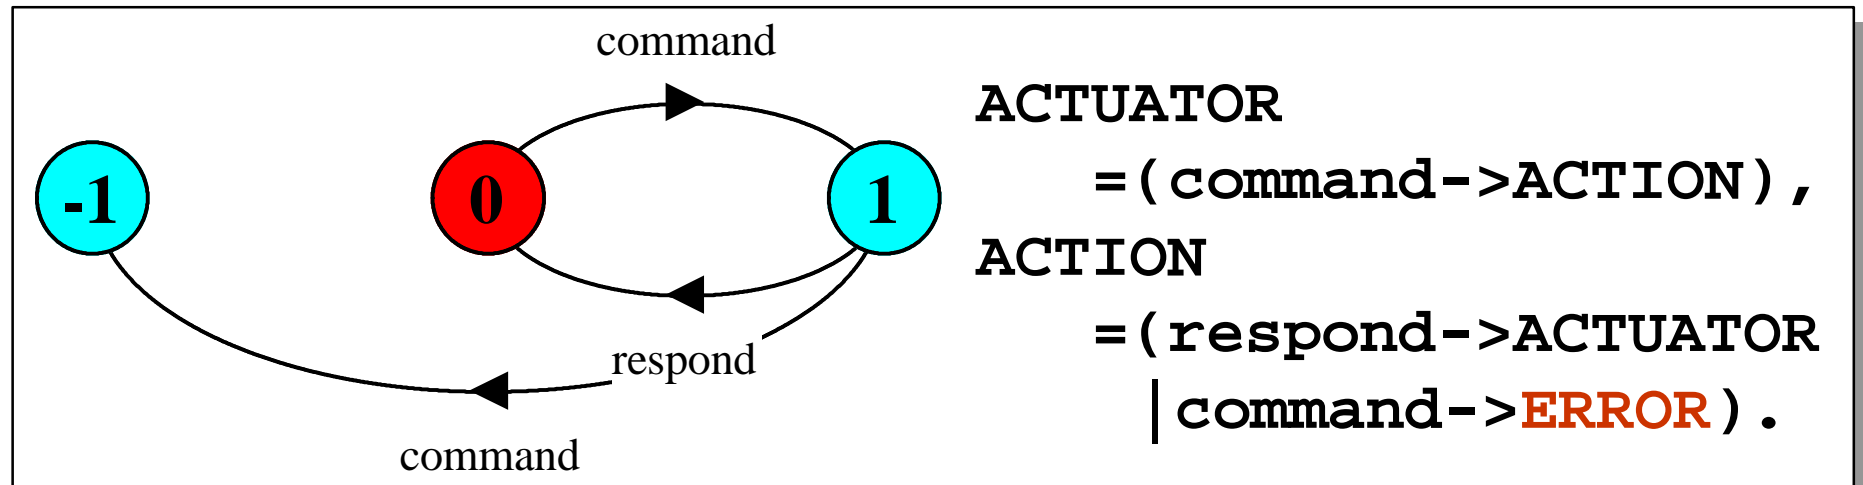 command
-1
0
1
respond
command
ACTUATOR
=(command->ACTION),
ACTION
=(respond->ACTUATOR
|command->ERROR).